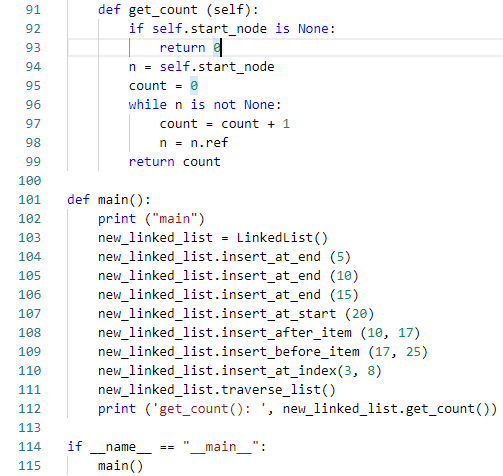 91 def get_count (self):
92 if self.start_node is None:
93 return 0
94 n = self.start_node
95 count = 0
96 while n is not None:
97 count = count + 1
98 n = n.ref
99 return count
100
101 def main():
102 print ("main")
103 new_linked_list = LinkedList()
104 new_linked_list.insert_at_end (5)
105 new_linked_list.insert_at_end (10)
106 new_linked_list.insert_at_end (15)
107 new_linked_list.insert_at_start (20)
108 new_linked_list.insert_after_item (10, 17)
109 new_linked_list.insert_before_item (17, 25)
110 new_linked_list.insert_at_index(3, 8)
111 new_linked_list.traverse_list()
112 print ('get_count(): ', new_linked_list.get_count())
113
114 if __name__ == "__main__":
115 main()